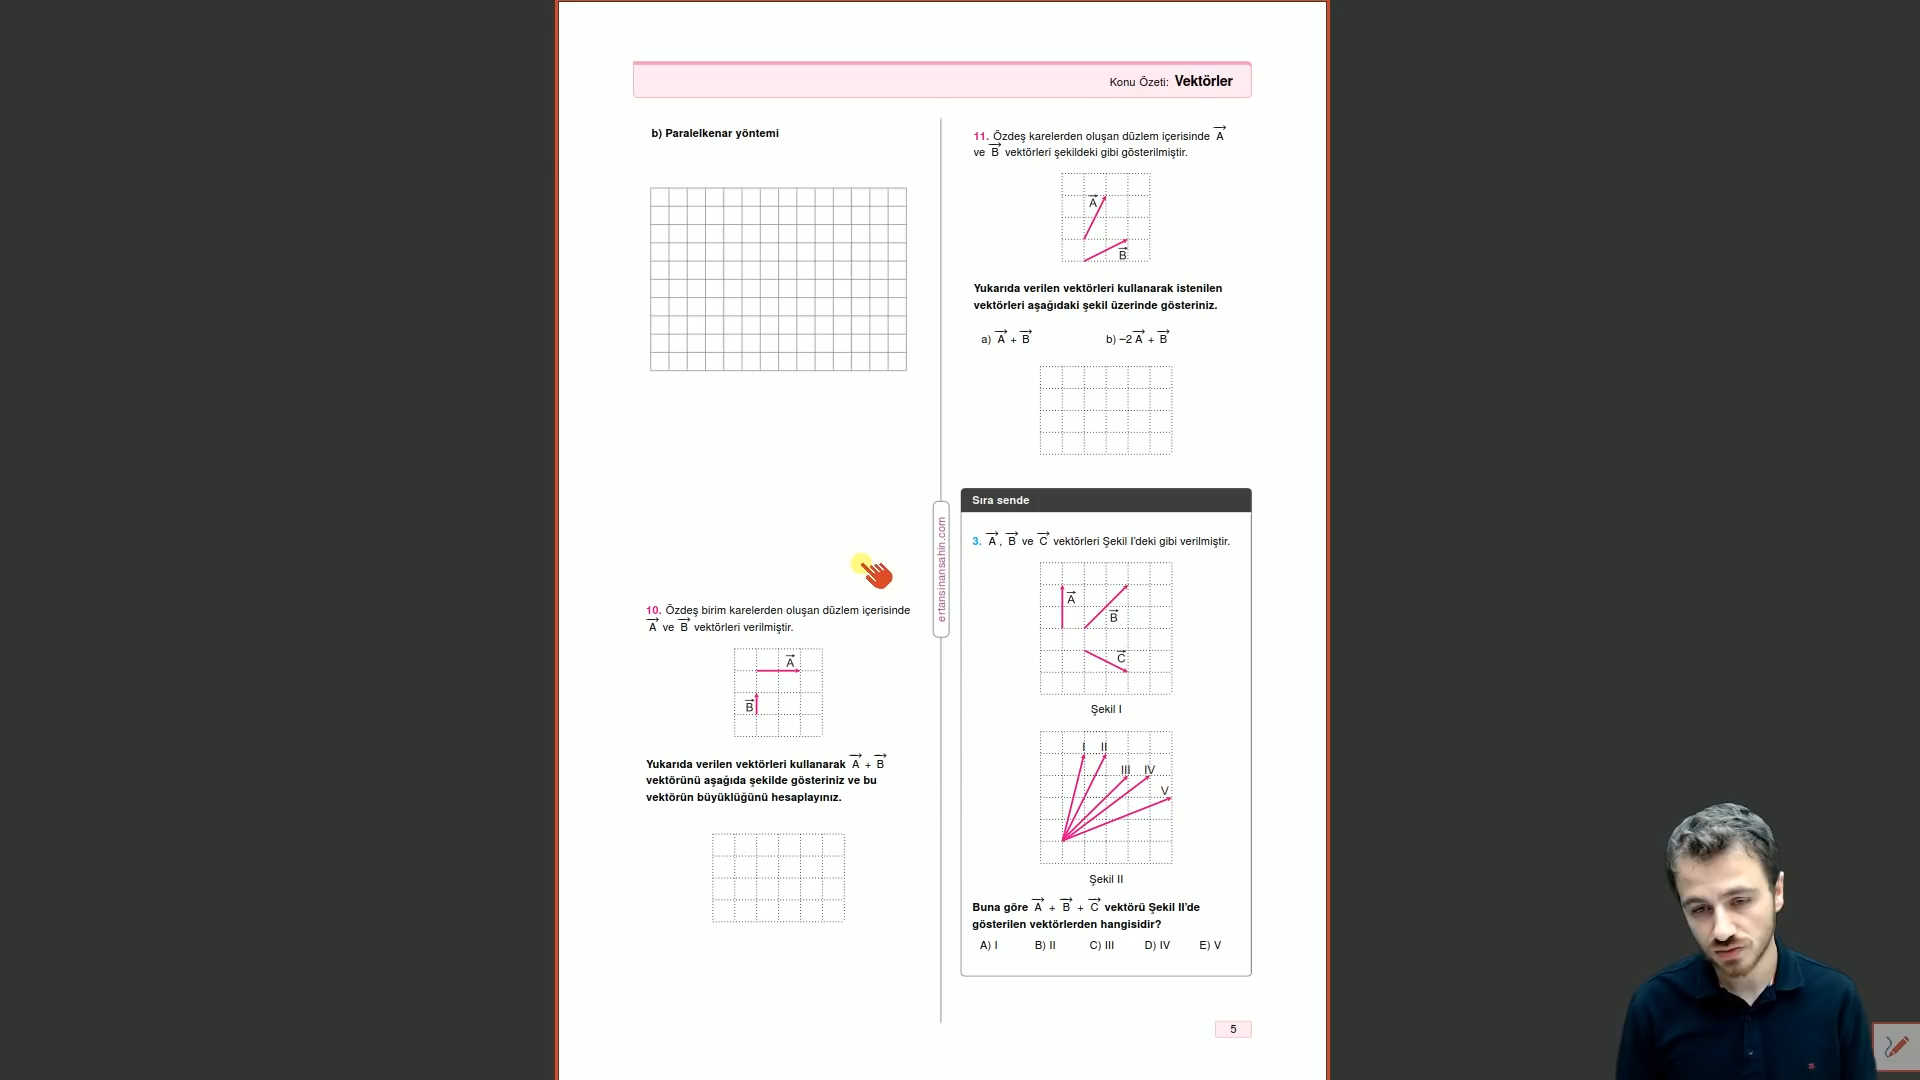 Konu Özeti: Vektörler
b) Paralelkenar yöntemi
10. Özdeş birim karelerden oluşan düzlem içerisinde
A ve B vektörleri verilmiştir.
A
B
Yukarıda verilen vektörleri kullanarak A + B
vektörünü aşağıda şekilde gösteriniz ve bu
vektörün büyüklüğünü hesaplayınız.
ertansinansahin.com
11. Özdeş karelerden oluşan düzlem içerisinde A
ve B vektörleri şekildeki gibi gösterilmiştir.
A
B
Yukarıda verilen vektörleri kullanarak istenilen
vektörleri aşağıdaki şekil üzerinde gösteriniz.
a) A + B b) –2 A + B
Sıra sende
3. A , B ve C vektörleri Şekil I'deki gibi verilmiştir.
A
B
C
Şekil I
I II
III IV
V
Şekil II
Buna göre A + B + C vektörü Şekil II'de
gösterilen vektörlerden hangisidir?
A) I B) II C) III D) IV E) V
5